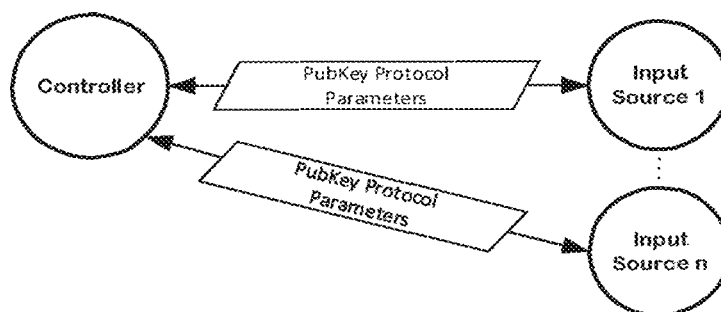 Controller
PubKey Protocol
Parameters
Input
Source 1
PubKey Protocol
Parameters
Input
Source n